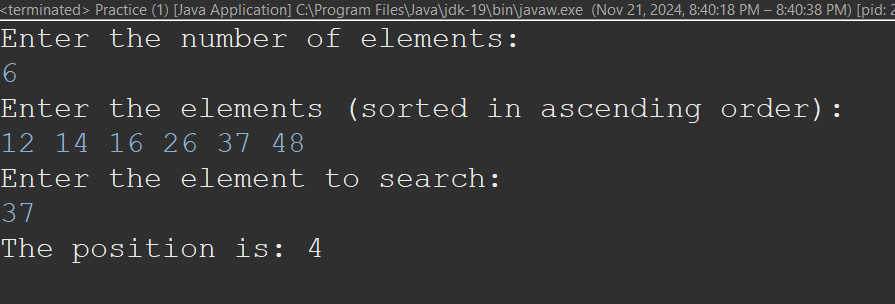 <terminated> Practice (1) [Java Application] C:\Program Files\Java\jdk-19\bin\javaw.exe (Nov 21, 2024, 8:40:18 PM – 8:40:38 PM) [pid: 2
Enter the number of elements:
6
Enter the elements (sorted in ascending order):
12 14 16 26 37 48
Enter the element to search:
37
The position is: 4